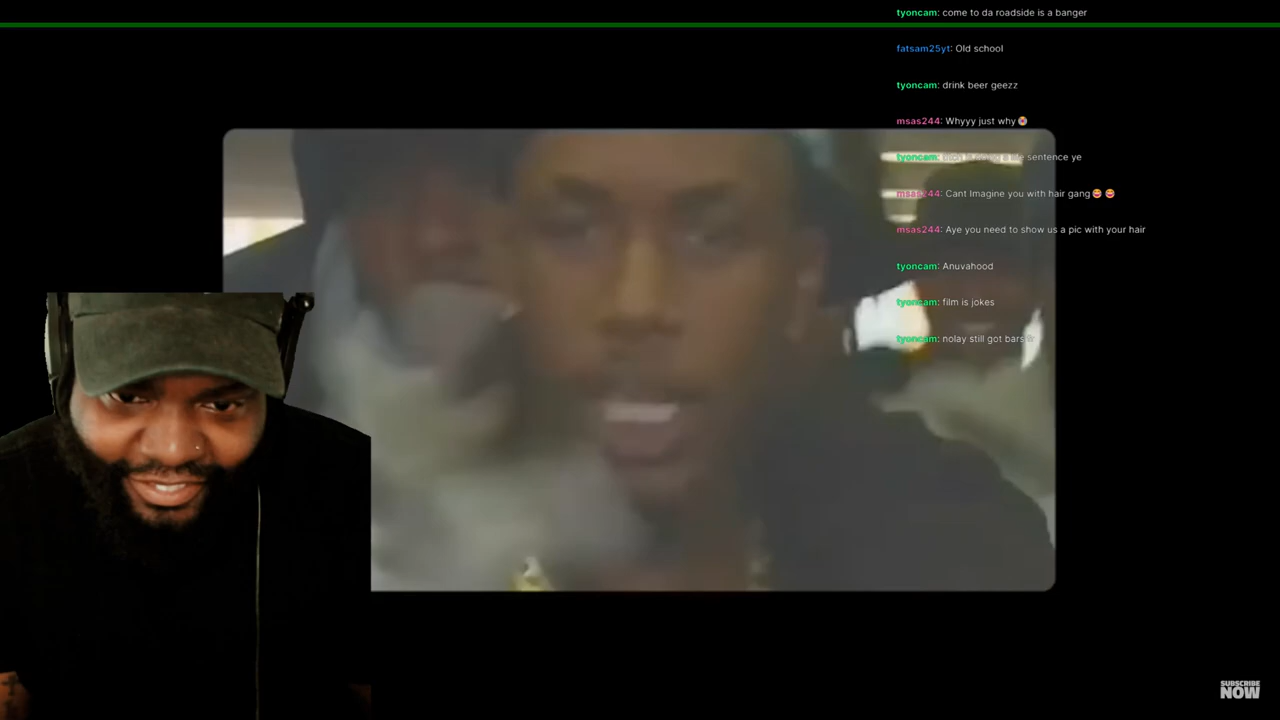 tyoncam: come to da roadside is a banger
fatsam25yt: Old school
tyoncam: drink beer geezz
msas244: Whyyy just why
tyoncam: sentence ye
msas244: Cant Imagine you with hair gang
msas244: Aye you need to show us a pic with your hair
tyoncam: Anuvahood
tyoncam: film is jokes
tyoncam: nolay still got bars
SUBSCRIBE
NOW